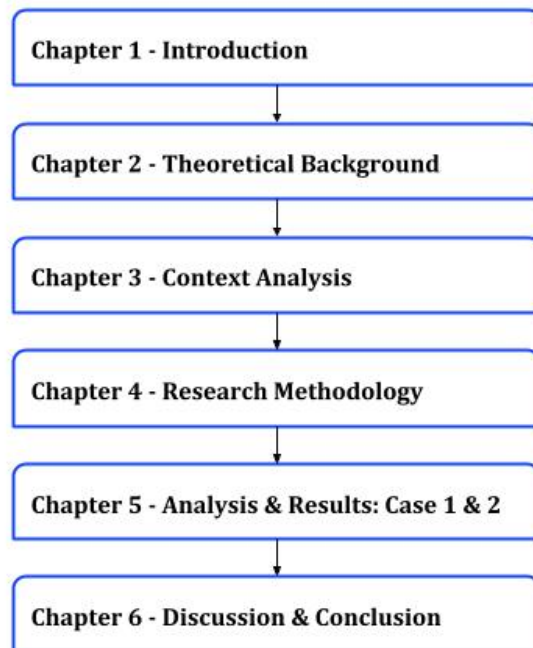 Chapter 1 - Introduction
Chapter 2 - Theoretical Background
Chapter 3 - Context Analysis
Chapter 4 - Research Methodology
Chapter 5 - Analysis & Results: Case 1 & 2
Chapter 6 - Discussion & Conclusion